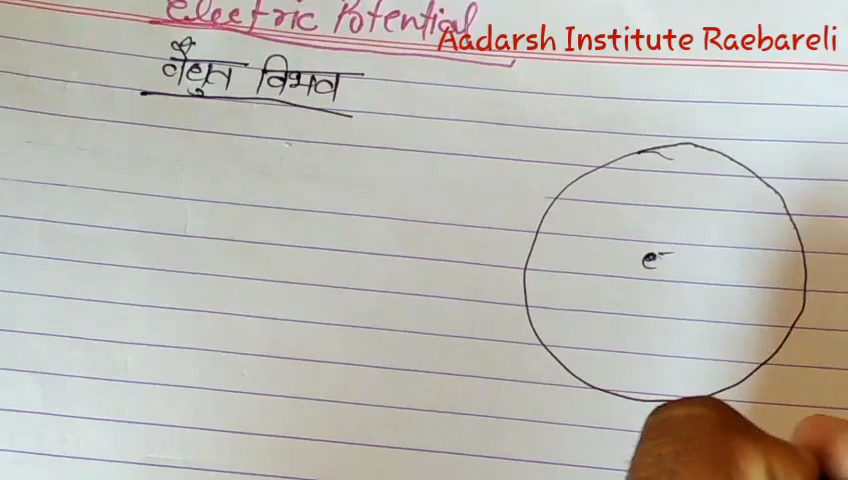 Electric Potential
Aadarsh Institute Raebareli
वैधुत विभव
e-